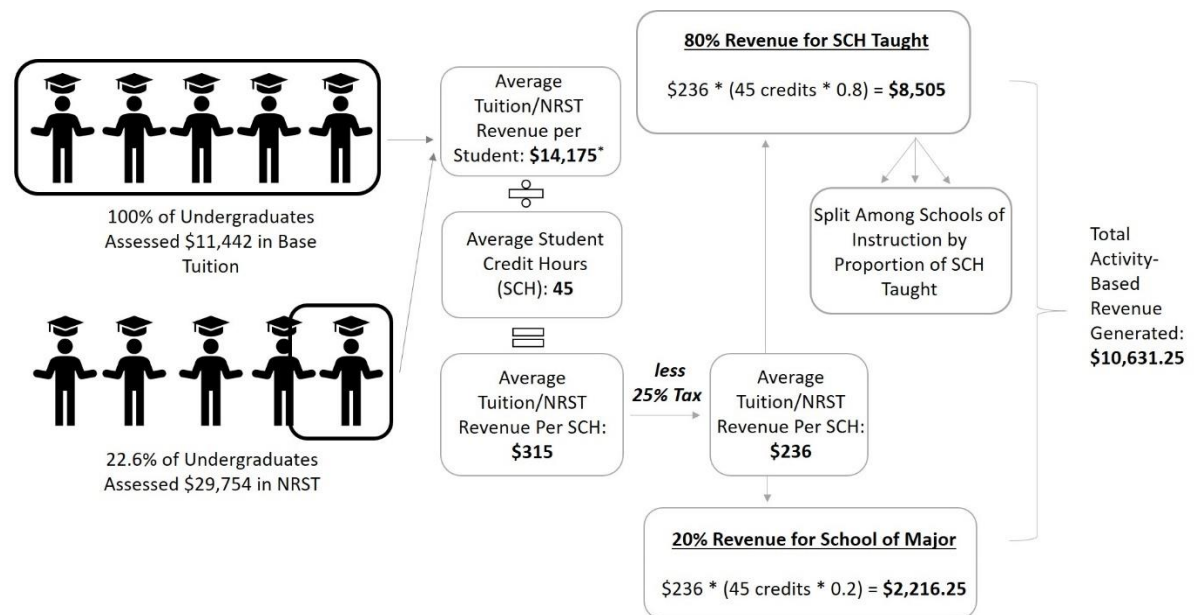 100% of Undergraduates
Assessed $11,442 in Base
Tuition
22.6% of Undergraduates
Assessed $29,754 in NRST
Average
Tuition/NRST
Revenue per
Student: $14,175*
÷
Average Student
Credit Hours
(SCH): 45
=
Average
Tuition/NRST
Revenue Per SCH:
$315
less
25% Tax
Average
Tuition/NRST
Revenue Per SCH:
$236
80% Revenue for SCH Taught
$236 * (45 credits * 0.8) = $8,505
Split Among Schools of
Instruction by
Proportion of SCH
Taught
20% Revenue for School of Major
$236 * (45 credits * 0.2) = $2,216.25
Total
Activity-
Based
Revenue
Generated:
$10,631.25